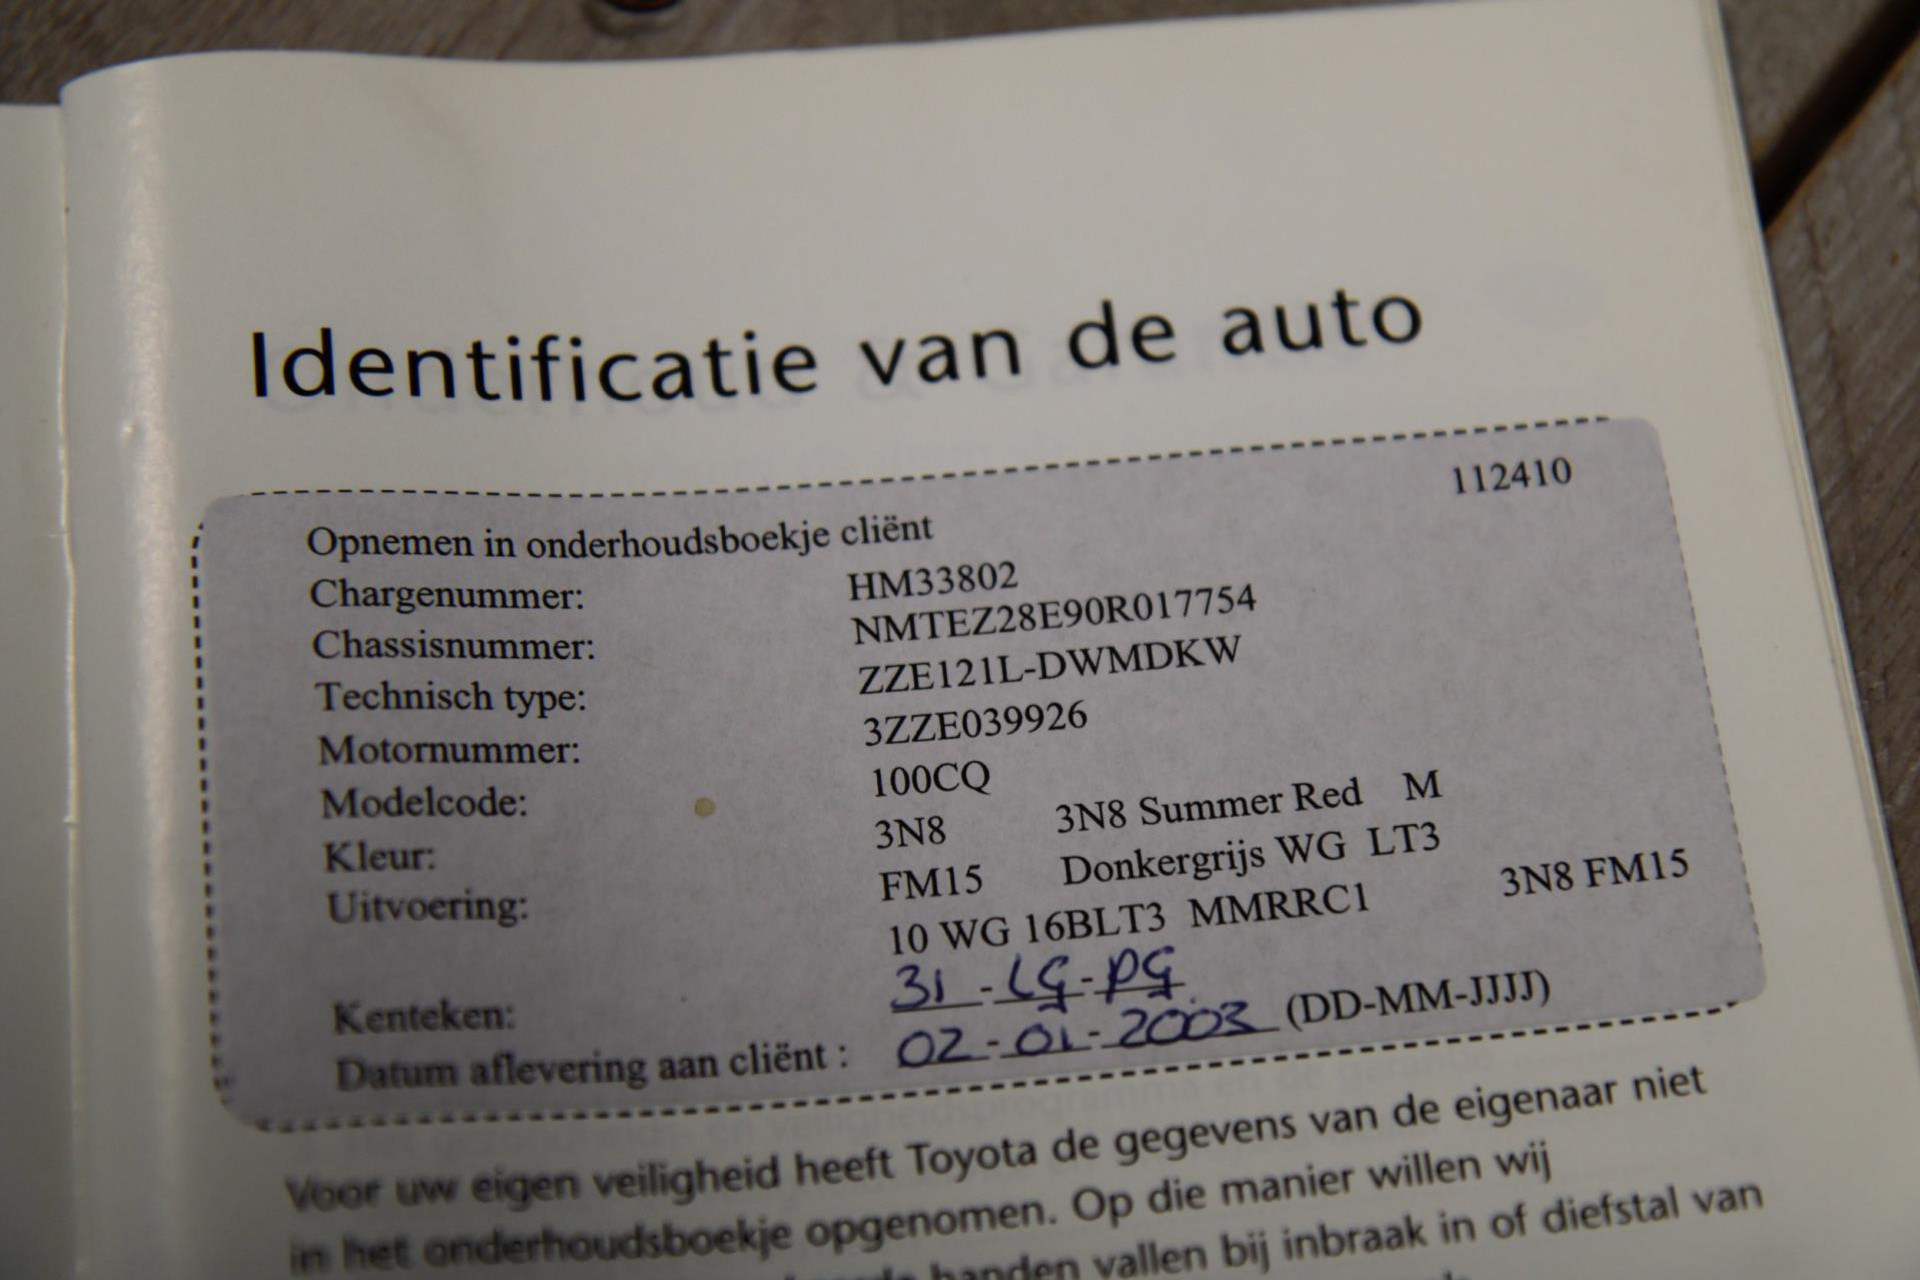 Identificatie van de auto
112410
Opnemen in onderhoudsboekje cliënt
Chargenummer: HM33802
Chassisnummer: NMTEZ28E90R017754
Technisch type: ZZE121L-DWMDKW
Motornummer: 3ZZE039926
Modelcode: 100CQ
Kleur: 3N8 3N8 Summer Red M
Uitvoering: FM15 Donkergrijs WG LT3
10 WG 16BLT3 MMRRC1 3N8 FM15
Kenteken: 31-LG-PG
Datum aflevering aan cliënt : 02-01-2003 (DD-MM-JJJJ)
Voor uw eigen veiligheid heeft Toyota de gegevens van de eigenaar niet
in het onderhoudsboekje opgenomen. Op die manier willen wij
handen vallen bij inbraak in of diefstal van